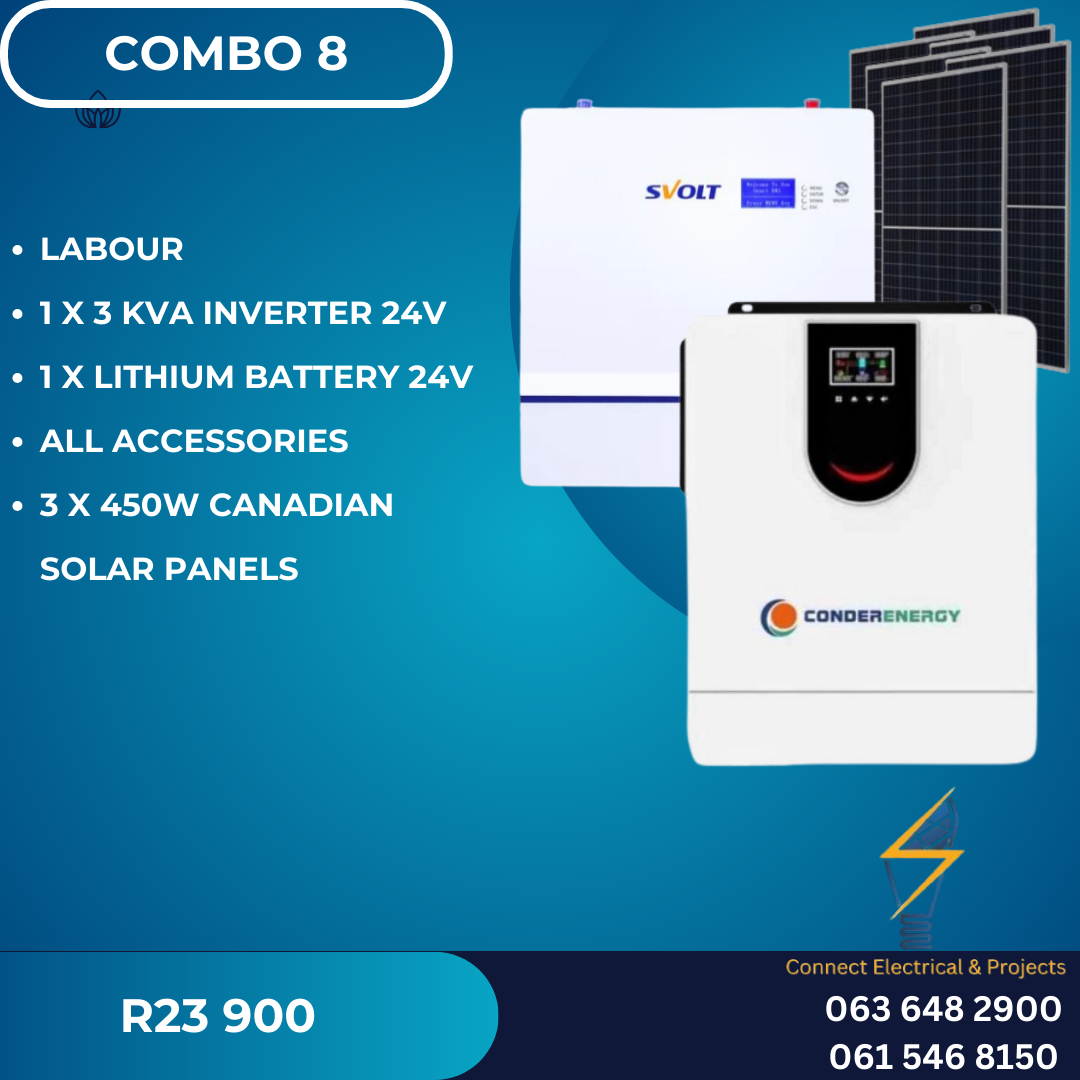 COMBO 8
• LABOUR
• 1 X 3 KVA INVERTER 24V
• 1 X LITHIUM BATTERY 24V
• ALL ACCESSORIES
• 3 X 450W CANADIAN
SOLAR PANELS
SVOLT
CONDERENERGY
R23 900
Connect Electrical & Projects
063 648 2900
061 546 8150